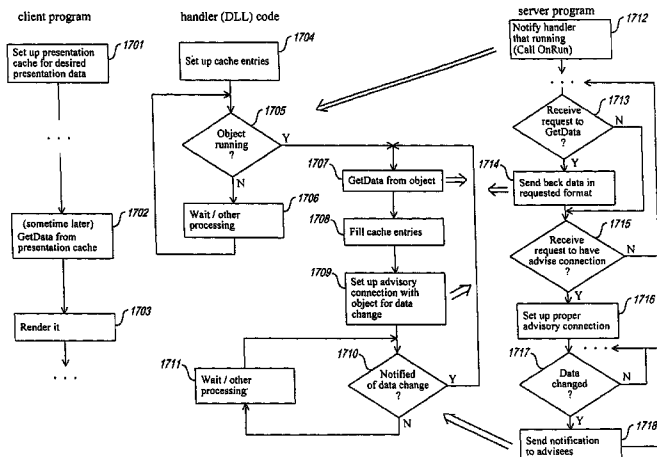 client program
1701
Set up presentation
cache for desired
presentation data
. . .
1702
(sometime later)
GetData from
presentation cache
1703
Render it
. . .
handler (DLL) code
1704
Set up cache entries
1705
Object
running
?
Y
N
1706
Wait / other
processing
1707
GetData from object
1708
Fill cache entries
1709
Set up advisory
connection with
object for data
change
1710
Notified
of data change?
?
Y
N
1711
Wait / other
processing
server program
1712
Notify handler
that running
(Call OnRun)
. . .
1713
Receive
request to
GetData?
?
N
Y
1714
Send back data in
requested format
1715
Receive
request to have
advise connection
?
N
Y
1716
Set up proper
advisory connection
. . .
1717
Data
changed?
?
N
Y
1718
Send notification
to advisees